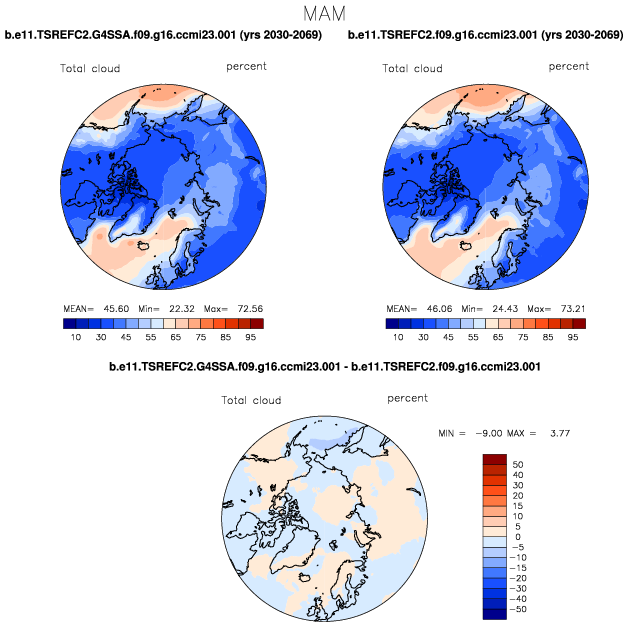 MAM
b.e11.TSREFC2.G4SSA.f09.g16.ccmi23.001 (yrs 2030-2069) b.e11.TSREFC2.f09.g16.ccmi23.001 (yrs 2030-2069)
Total cloud percent Total cloud percent
MEAN= 45.60 Min= 22.32 Max= 72.56 MEAN= 46.06 Min= 24.43 Max= 73.21
10 30 45 55 65 75 85 95 10 30 45 55 65 75 85 95
b.e11.TSREFC2.G4SSA.f09.g16.ccmi23.001 - b.e11.TSREFC2.f09.g16.ccmi23.001
Total cloud percent
MIN = -9.00 MAX = 3.77
50
40
30
20
15
10
5
0
-5
-10
-15
-20
-30
-40
-50